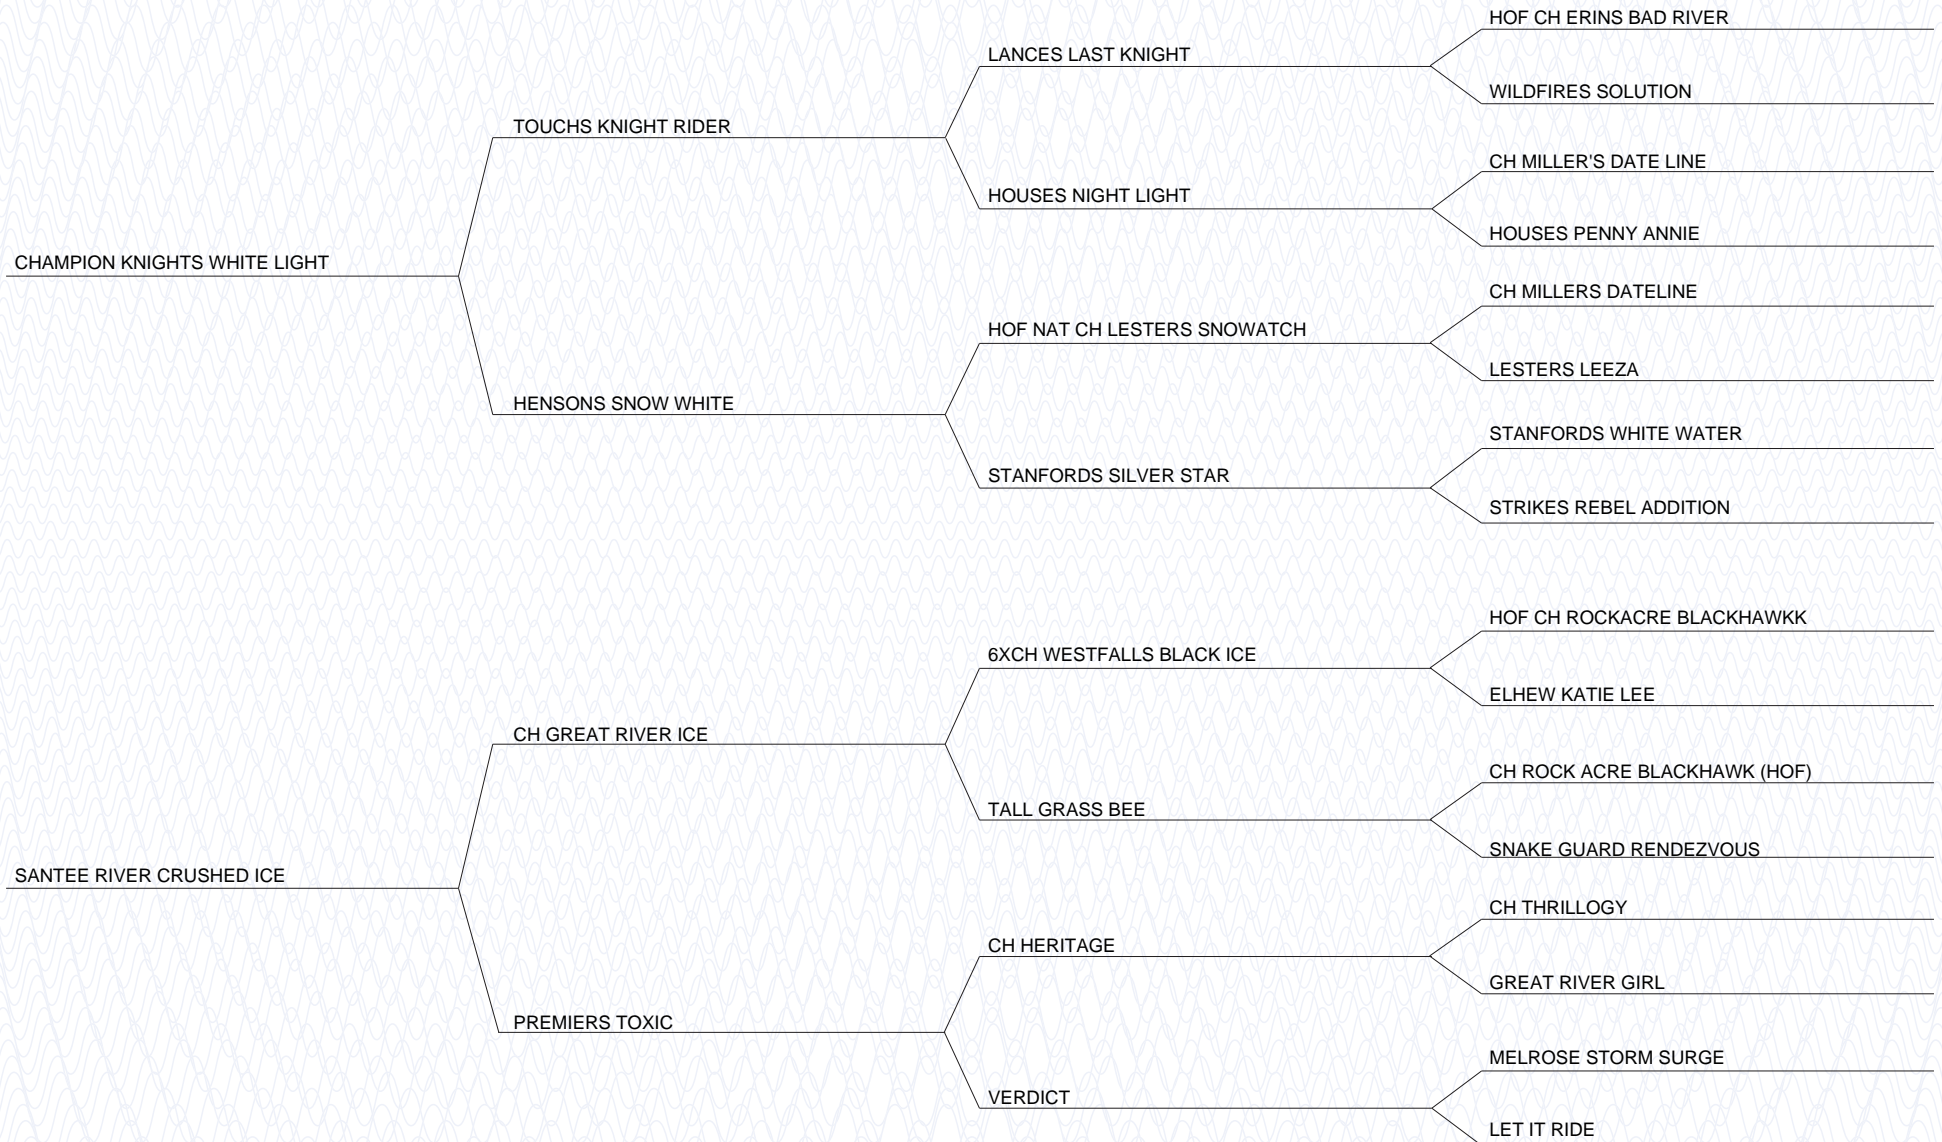 HOF CH ERINS BAD RIVER
LANCES LAST KNIGHT
WILDFIRES SOLUTION
TOUCHS KNIGHT RIDER
CH MILLER'S DATE LINE
HOUSES NIGHT LIGHT
HOUSES PENNY ANNIE
CHAMPION KNIGHTS WHITE LIGHT
CH MILLERS DATELINE
HOF NAT CH LESTERS SNOWATCH
LESTERS LEEZA
HENSONS SNOW WHITE
STANFORDS WHITE WATER
STANFORDS SILVER STAR
STRIKES REBEL ADDITION
HOF CH ROCKACRE BLACKHAWKK
6XCH WESTFALLS BLACK ICE
ELHEW KATIE LEE
CH GREAT RIVER ICE
CH ROCK ACRE BLACKHAWK (HOF)
TALL GRASS BEE
SNAKE GUARD RENDEZVOUS
SANTEE RIVER CRUSHED ICE
CH THRILLOGY
CH HERITAGE
GREAT RIVER GIRL
PREMIERS TOXIC
MELROSE STORM SURGE
VERDICT
LET IT RIDE